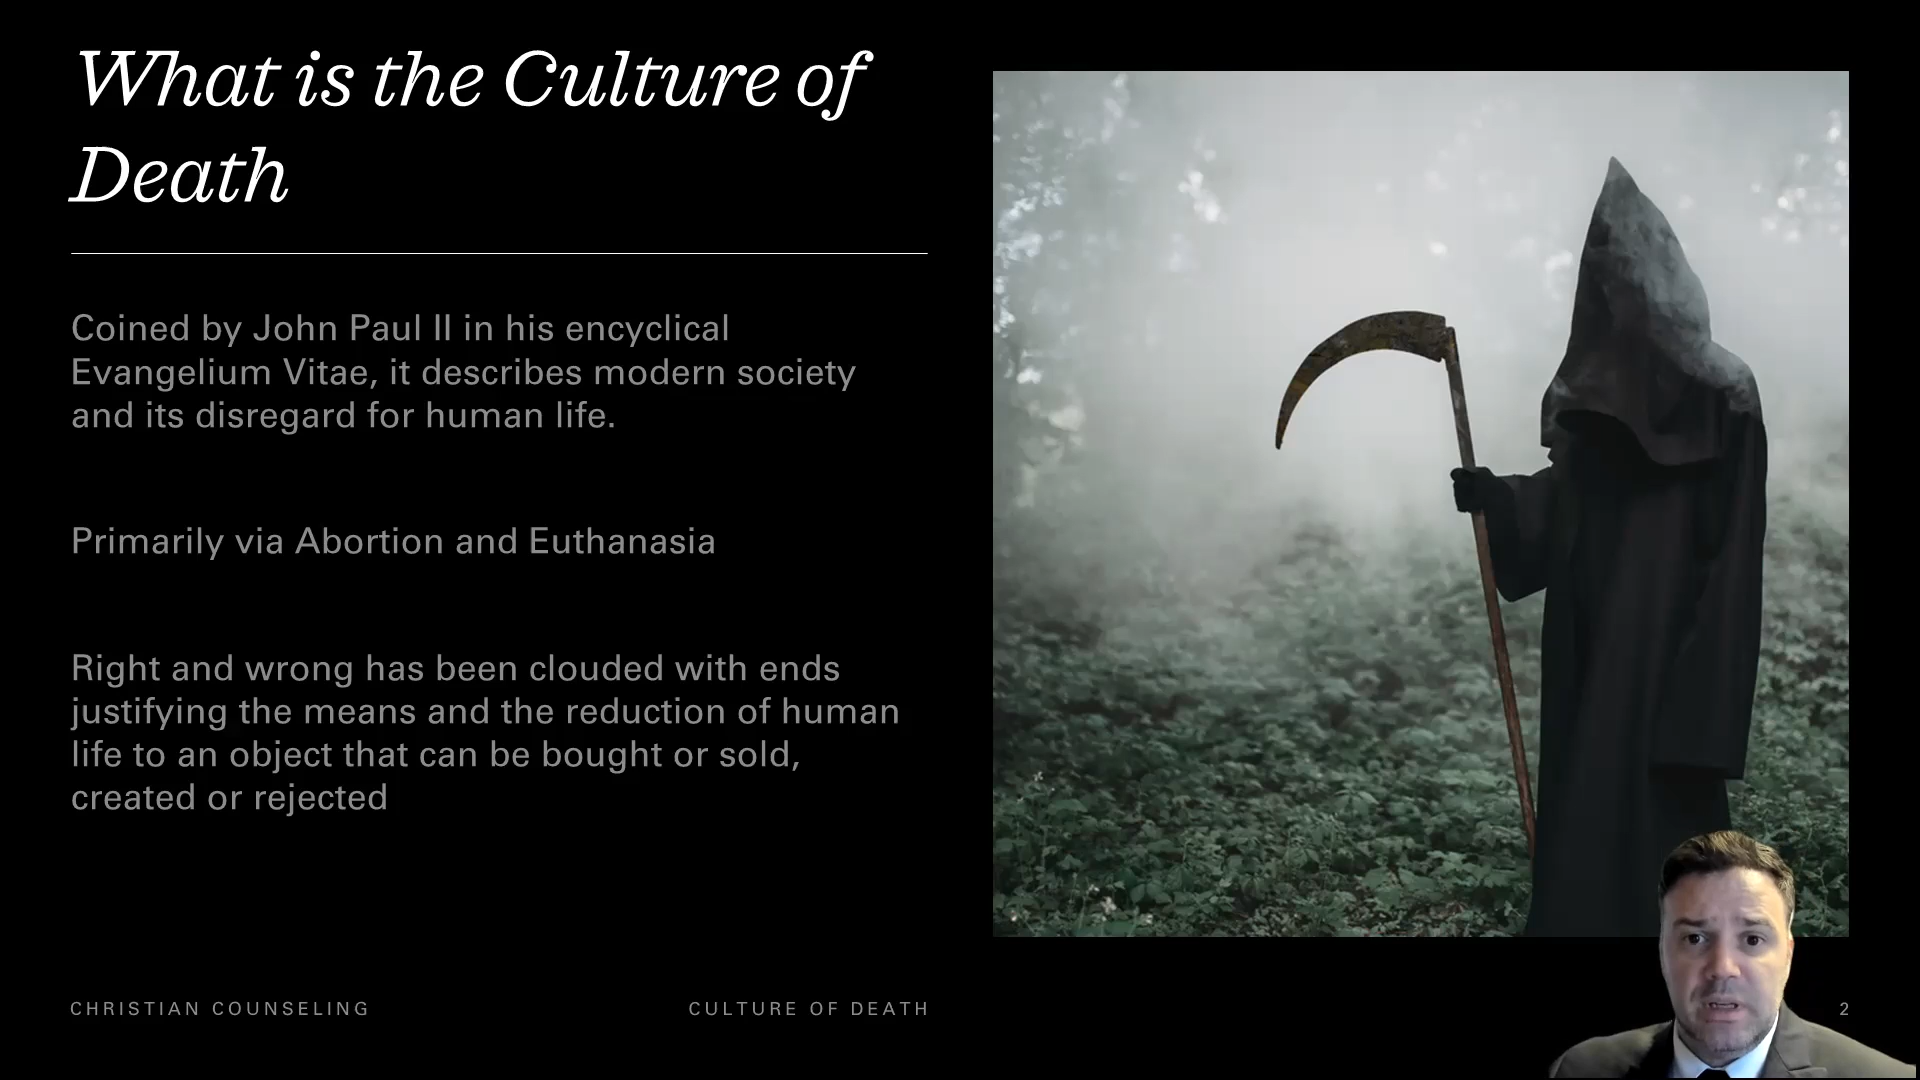 What is the Culture of
Death
Coined by John Paul II in his encyclical
Evangelium Vitae, it describes modern society
and its disregard for human life.
Primarily via Abortion and Euthanasia
Right and wrong has been clouded with ends
justifying the means and the reduction of human
life to an object that can be bought or sold,
created or rejected
CHRISTIAN COUNSELING
CULTURE OF DEATH
2